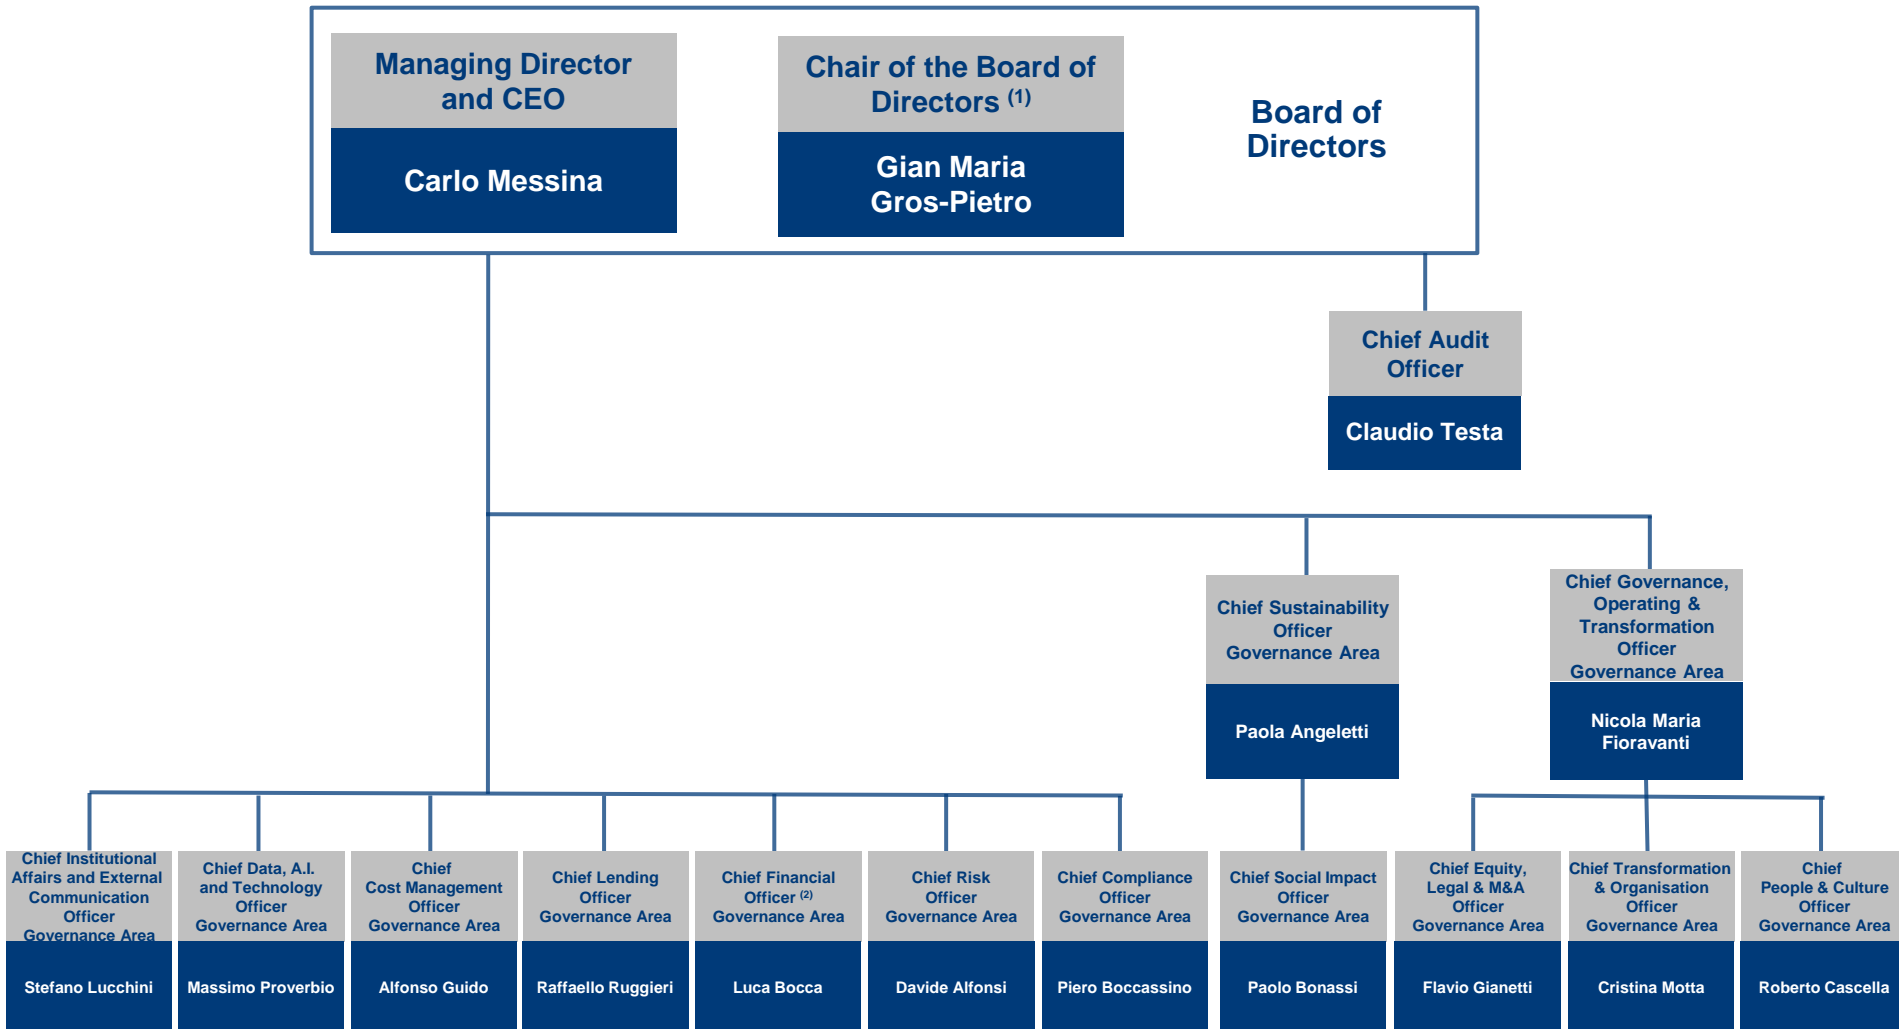 Managing Director
and CEO
Carlo Messina
Chair of the Board of
Directors (1)
Gian Maria
Gros-Pietro
Board of
Directors
Chief Audit
Officer
Claudio Testa
Chief Sustainability
Officer
Governance Area
Paola Angeletti
Chief Governance,
Operating &
Transformation
Officer
Governance Area
Nicola Maria
Fioravanti
Chief Institutional
Affairs and External
Communication
Officer
Governance Area
Stefano Lucchini
Chief Data, A.I.
and Technology
Officer
Governance Area
Massimo Proverbio
Chief
Cost Management
Officer
Governance Area
Alfonso Guido
Chief Lending
Officer
Governance Area
Raffaello Ruggieri
Chief Financial
Officer (2)
Governance Area
Luca Bocca
Chief Risk
Officer
Governance Area
Davide Alfonsi
Chief Compliance
Officer
Governance Area
Piero Boccassino
Chief Social Impact
Officer
Governance Area
Paolo Bonassi
Chief Equity,
Legal & M&A
Officer
Governance Area
Flavio Gianetti
Chief Transformation
& Organisation
Officer
Governance Area
Cristina Motta
Chief
People & Culture
Officer
Governance Area
Roberto Cascella